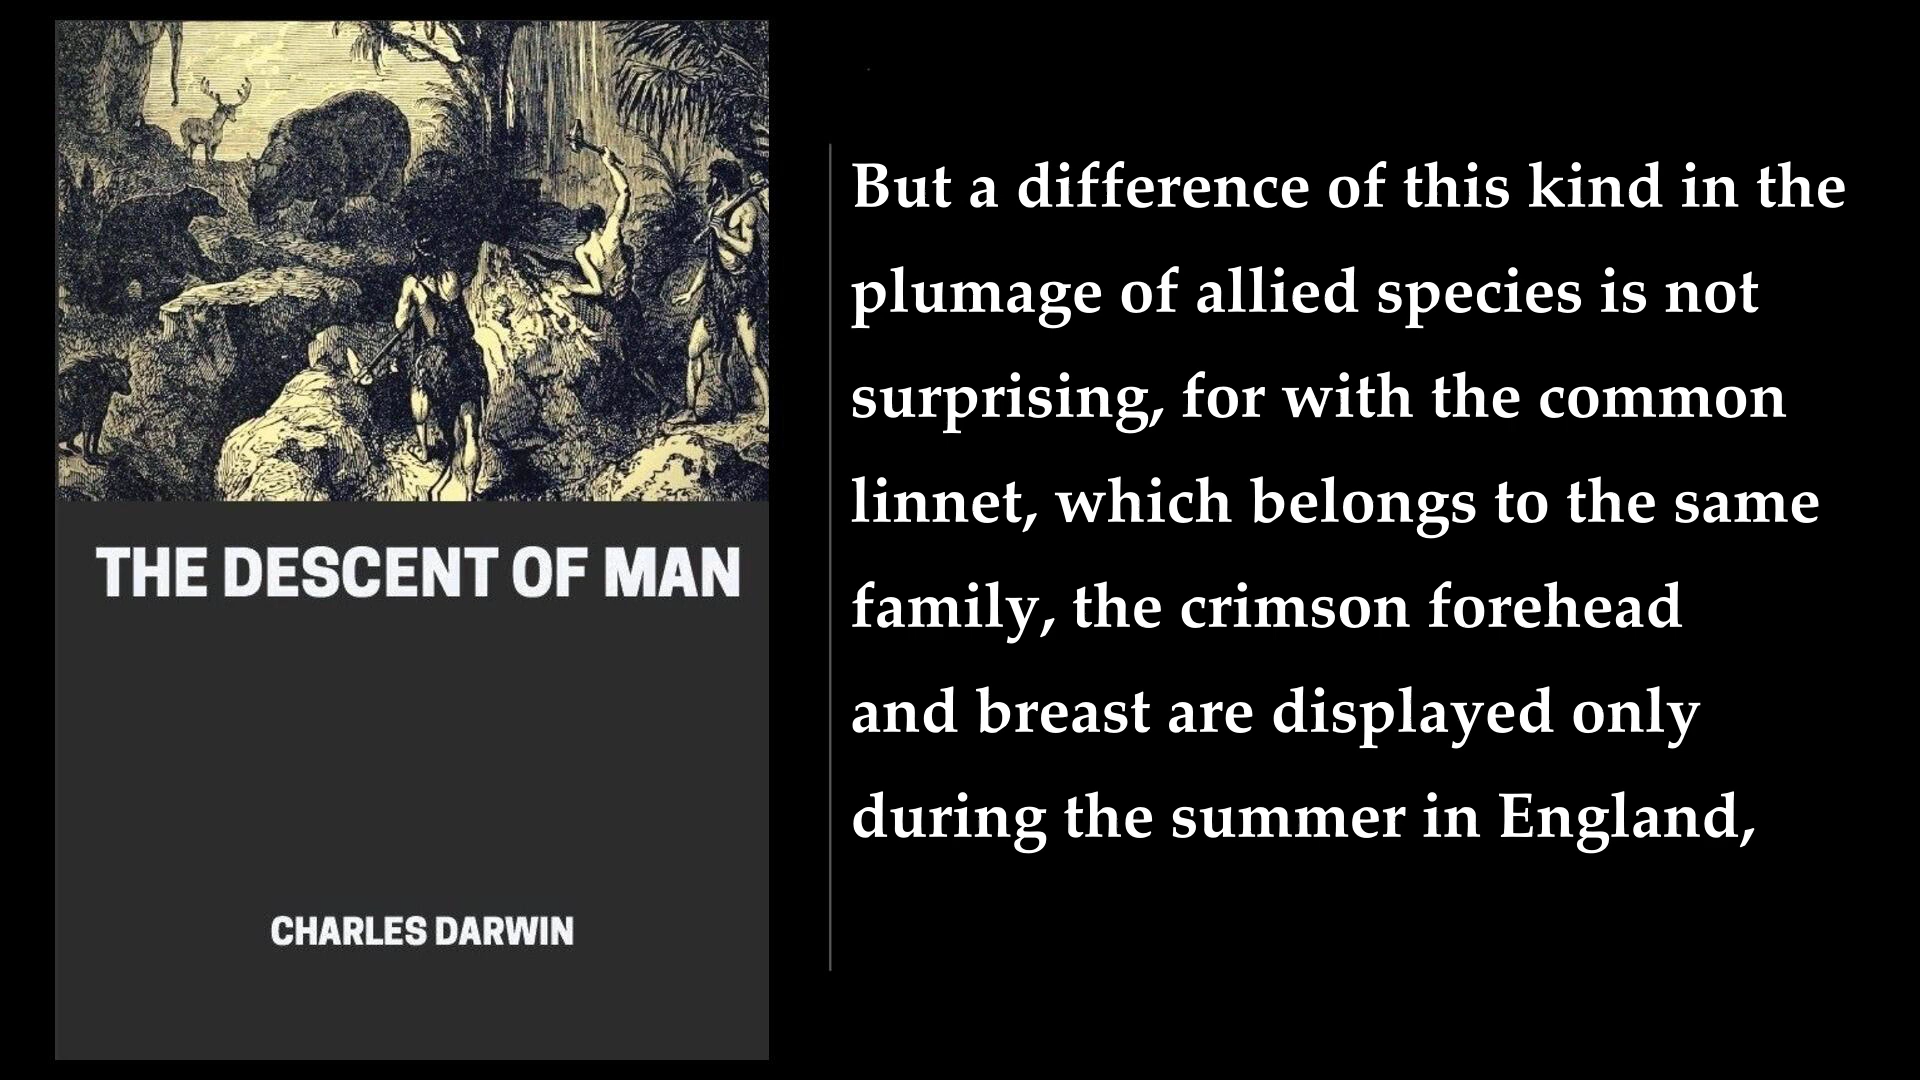 THE DESCENT OF MAN
CHARLES DARWIN
But a difference of this kind in the
plumage of allied species is not
surprising, for with the common
linnet, which belongs to the same
family, the crimson forehead
and breast are displayed only
during the summer in England,